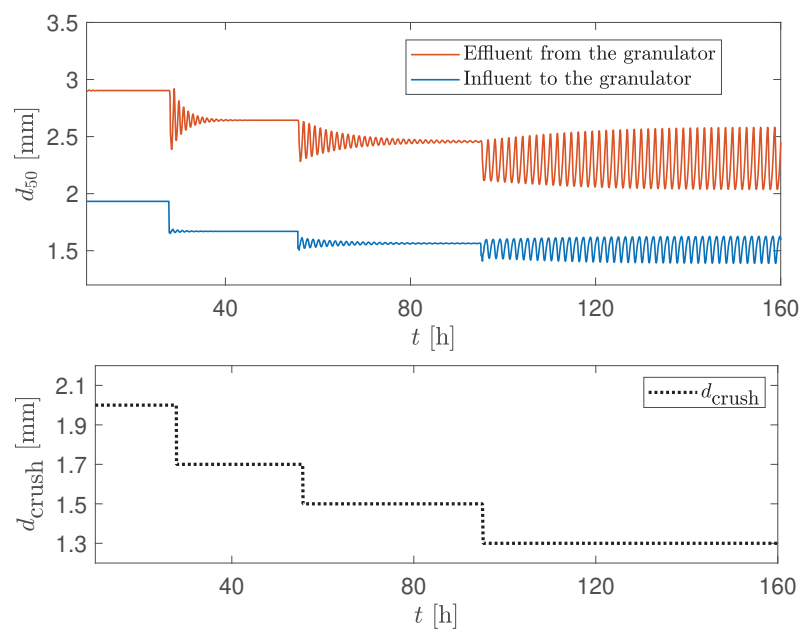 3.5
3
2.5
2
1.5
d50 [mm]
Effluent from the granulator
Influent to the granulator
40
80
120
160
t [h]
2.1
1.9
1.7
1.5
1.3
dcrush [mm]
dcrush
40
80
120
160
t [h]